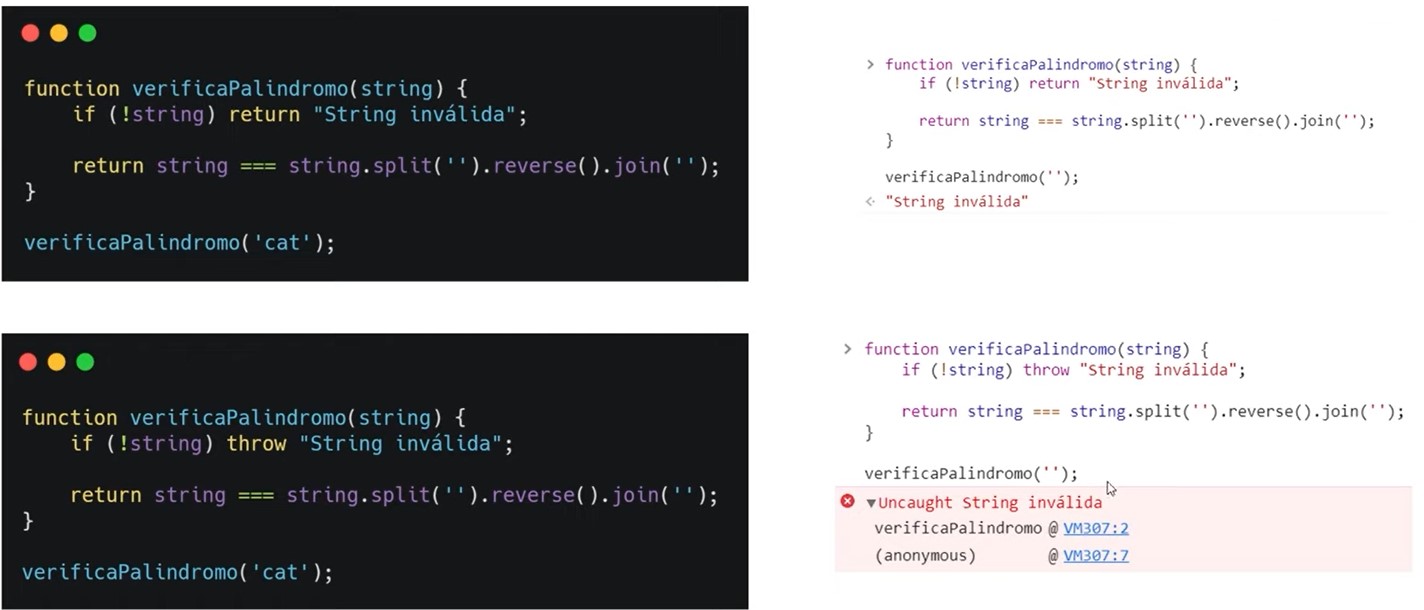 function verificaPalindromo(string) {
    if (!string) return "String inválida";
    return string === string.split('').reverse().join('');
}
verificaPalindromo('cat');
> function verificaPalindromo(string) {
    if (!string) return "String inválida";
    return string === string.split('').reverse().join('');
}
verificaPalindromo('');
"String inválida"
function verificaPalindromo(string) {
    if (!string) throw "String inválida";
    return string === string.split('').reverse().join('');
}
verificaPalindromo('cat');
> function verificaPalindromo(string) {
    if (!string) throw "String inválida";
    return string === string.split('').reverse().join('');
}
verificaPalindromo('');
▼Uncaught String inválida
verificaPalindromo @ VM307:2
(anonymous) @ VM307:7